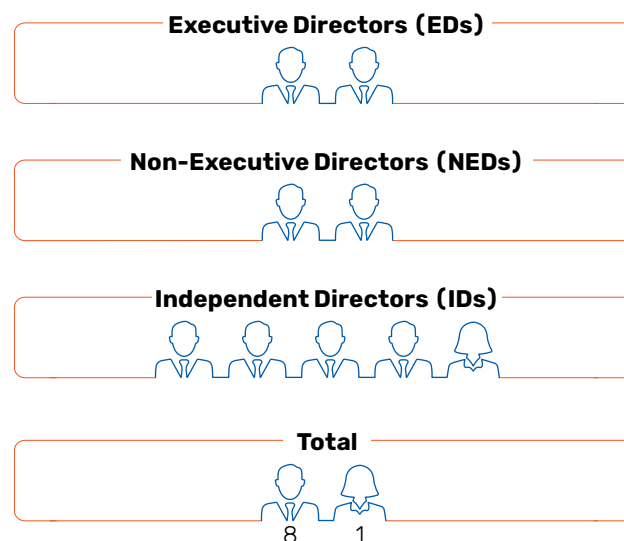 Executive Directors (EDs)
Non-Executive Directors (NEDs)
Independent Directors (IDs)
Total
8 1